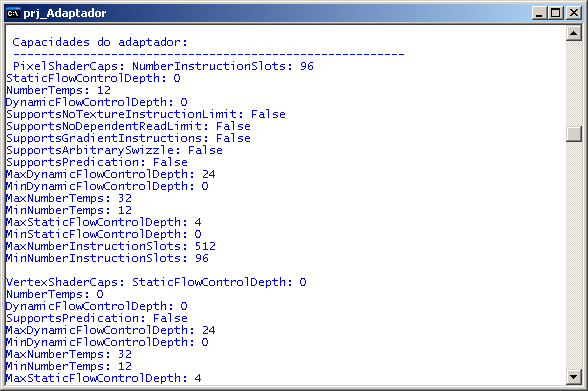 prj_Adaptador
Capacidades do adaptador:
---------------------------------------------------------
PixelShaderCaps: NumberInstructionSlots: 96
StaticFlowControlDepth: 0
NumberTemps: 12
DynamicFlowControlDepth: 0
SupportsNoTextureInstructionLimit: False
SupportsNoDependentReadLimit: False
SupportsGradientInstructions: False
SupportsArbitrarySwizzle: False
SupportsPredication: False
MaxDynamicFlowControlDepth: 24
MinDynamicFlowControlDepth: 0
MaxNumberTemps: 32
MinNumberTemps: 12
MaxStaticFlowControlDepth: 4
MinStaticFlowControlDepth: 0
MaxNumberInstructionSlots: 512
MinNumberInstructionSlots: 96
VertexShaderCaps: StaticFlowControlDepth: 0
NumberTemps: 0
DynamicFlowControlDepth: 0
SupportsPredication: False
MaxDynamicFlowControlDepth: 24
MinDynamicFlowControlDepth: 0
MaxNumberTemps: 32
MinNumberTemps: 12
MaxStaticFlowControlDepth: 4